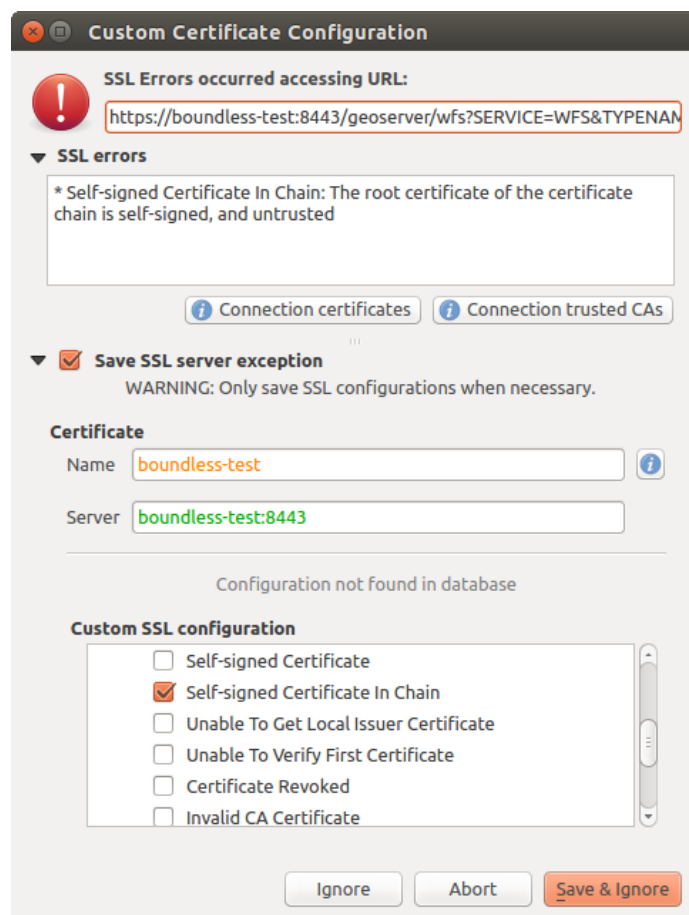 Custom Certificate Configuration
SSL Errors occurred accessing URL:
https://boundless-test:8443/geoserver/wfs?SERVICE=WFS&TYPENAM
SSL errors
* Self-signed Certificate In Chain: The root certificate of the certificate
chain is self-signed, and untrusted
Connection certificates Connection trusted CAs
Save SSL server exception
WARNING: Only save SSL configurations when necessary.
Certificate
Name boundless-test
Server boundless-test:8443
Configuration not found in database
Custom SSL configuration
Self-signed Certificate
Self-signed Certificate In Chain
Unable To Get Local Issuer Certificate
Unable To Verify First Certificate
Certificate Revoked
Invalid CA Certificate
Ignore Abort Save & Ignore